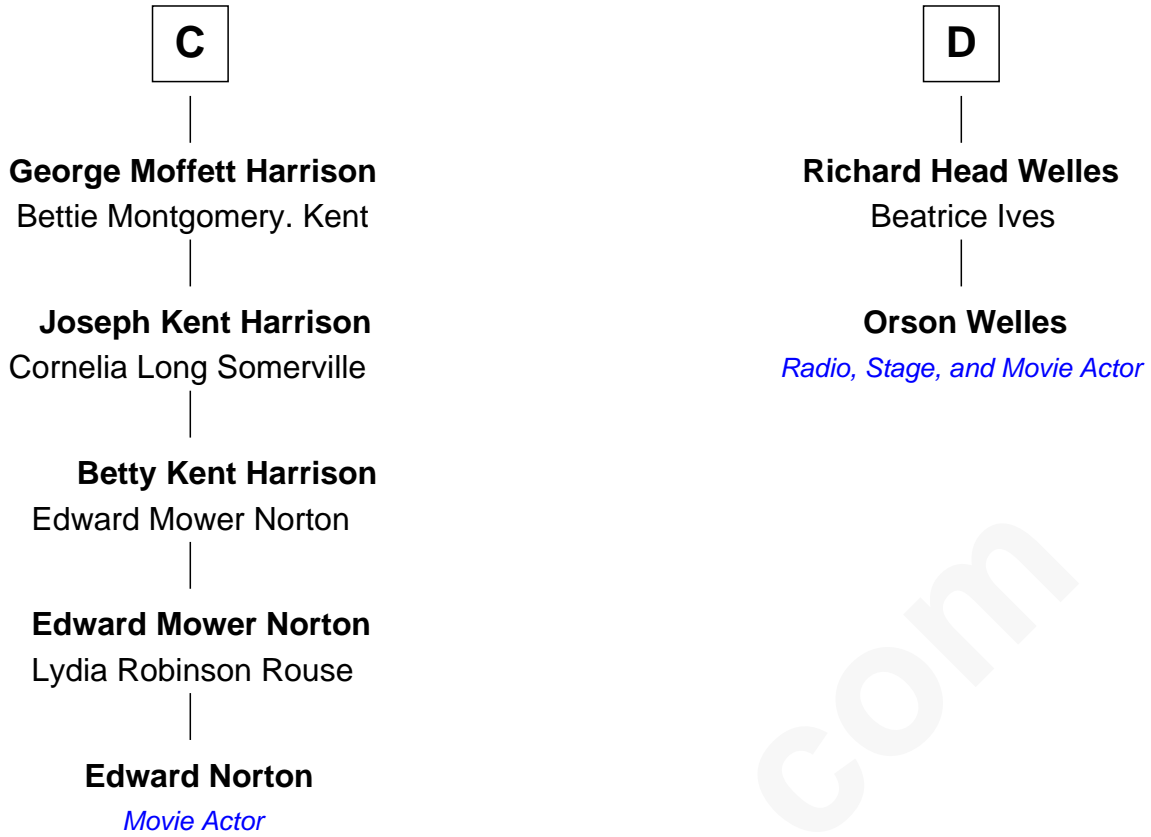 C
George Moffett Harrison
Bettie Montgomery. Kent
Joseph Kent Harrison
Cornelia Long Somerville
Betty Kent Harrison
Edward Mower Norton
Edward Mower Norton
Lydia Robinson Rouse
Edward Norton
Movie Actor
D
Richard Head Welles
Beatrice Ives
Orson Welles
Radio, Stage, and Movie Actor
com